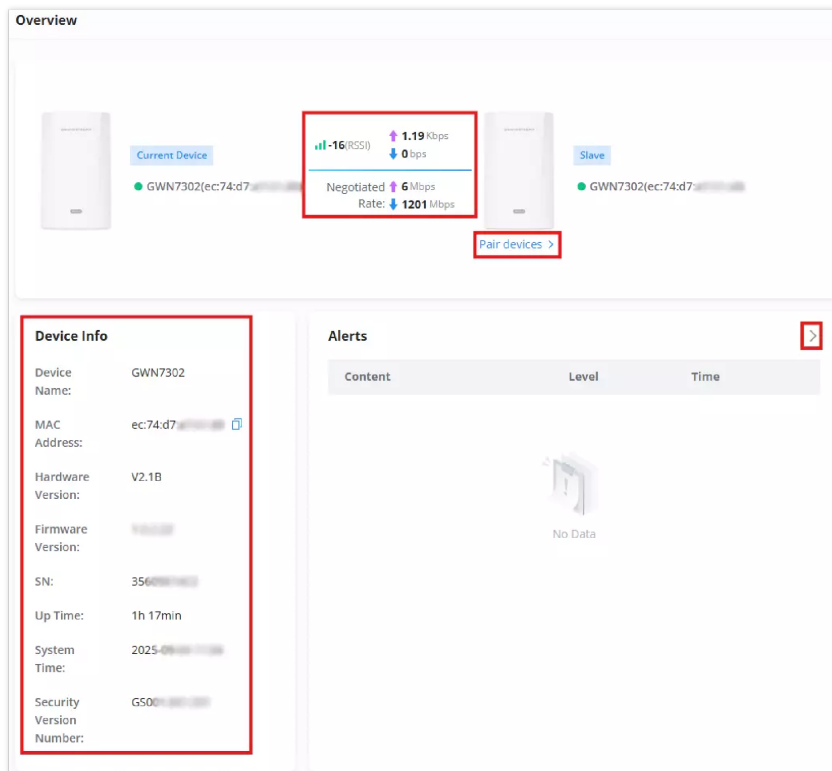 Overview
Current Device
GWN7302(ec:74:d7:
-16(RSSI)
1.19 Kbps
0 bps
Negotiated 6 Mbps
Rate: 1201 Mbps
Slave
GWN7302(ec:74:d7:
Pair devices >
Device Info
Device Name: GWN7302
MAC Address: ec:74:d7:
Hardware Version: V2.1B
Firmware Version:
SN: 356
Up Time: 1h 17min
System Time: 2025-
Security Version Number: GS00
Alerts
Content Level Time
No Data